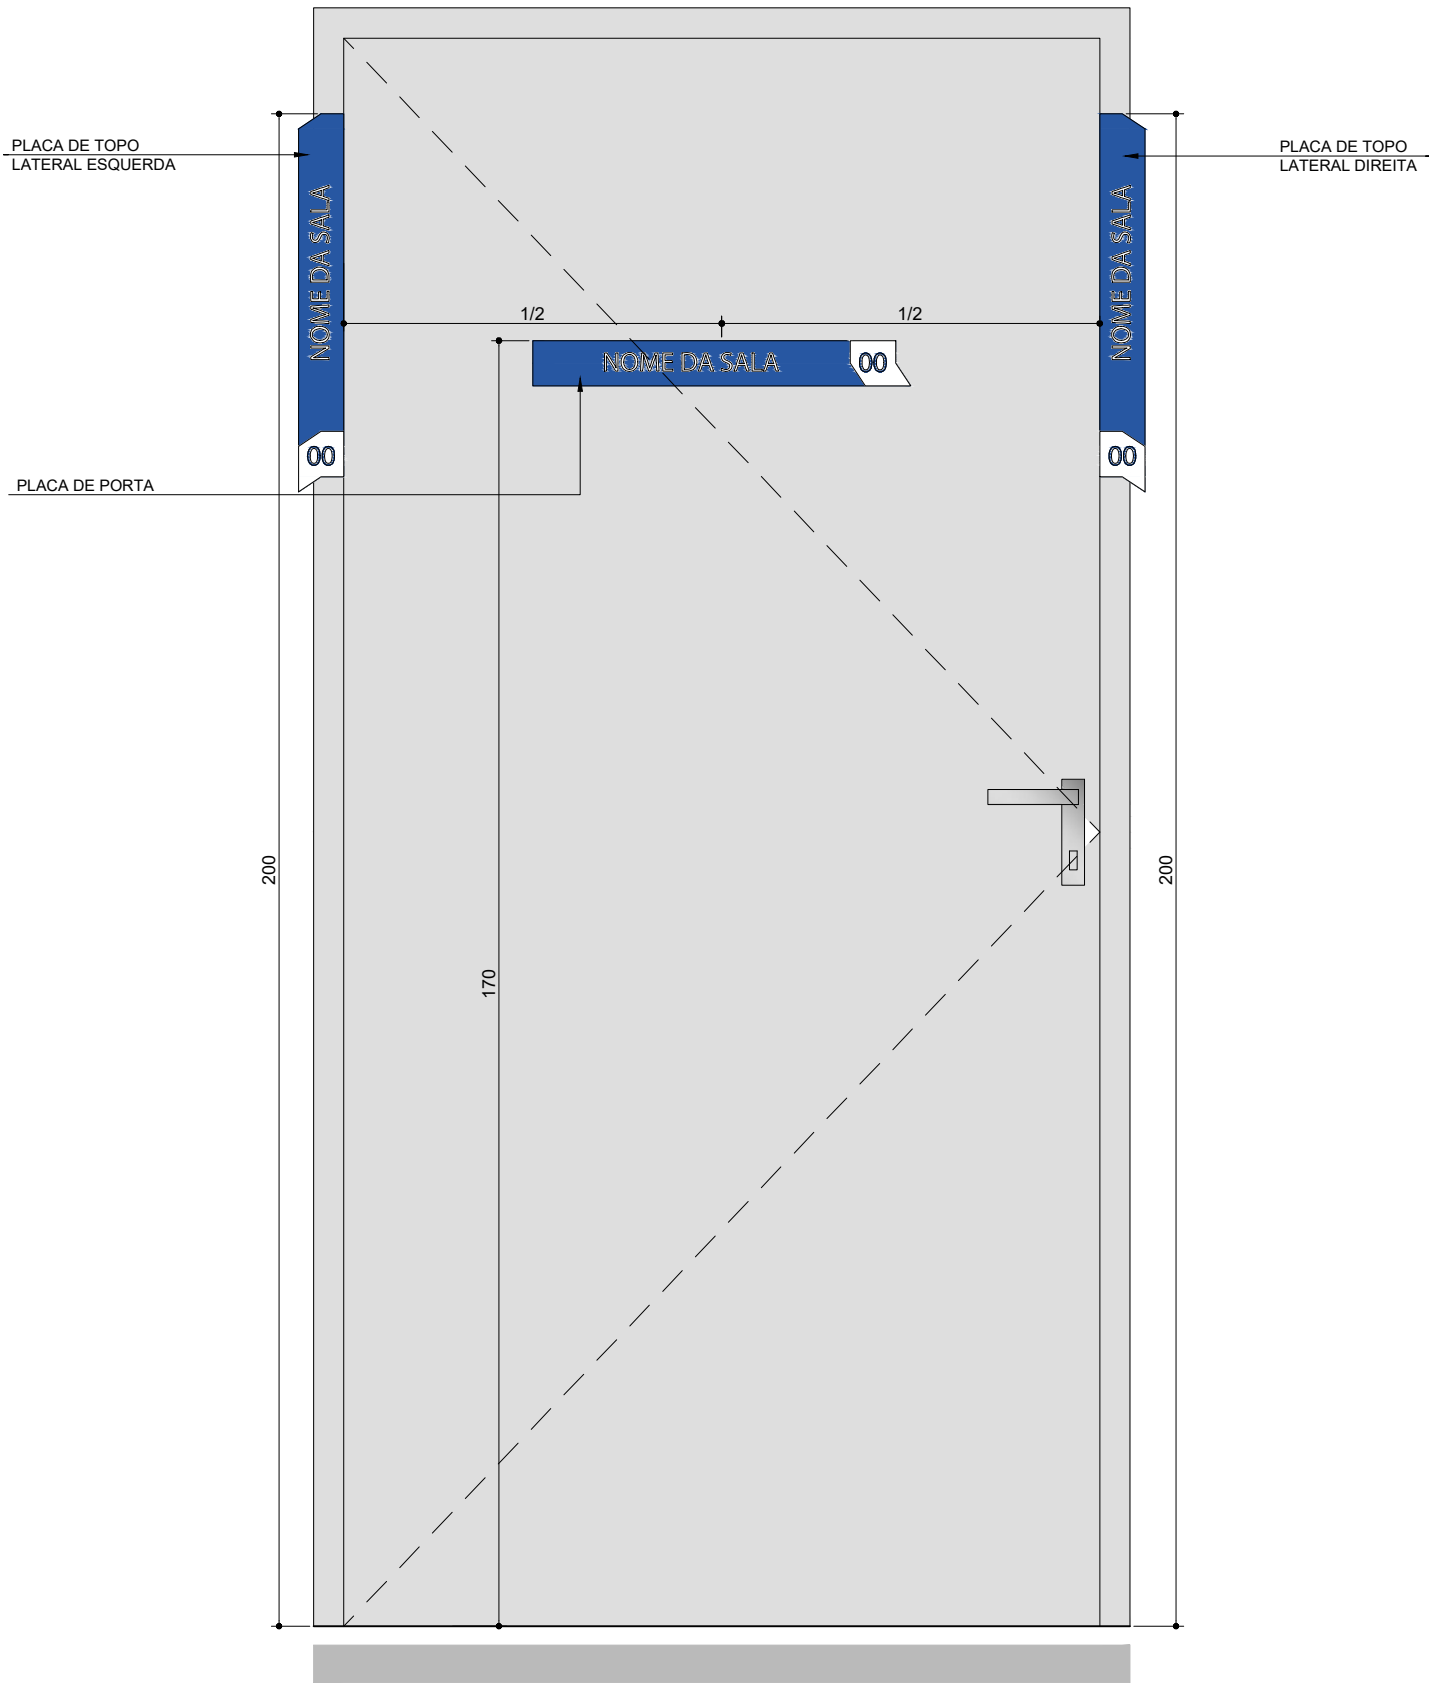 PLACA DE TOPO
LATERAL ESQUERDA
PLACA DE TOPO
LATERAL DIREITA
NOME DA SALA
00
NOME DA SALA
00
1/2
1/2
NOME DA SALA
00
PLACA DE PORTA
200
170
200